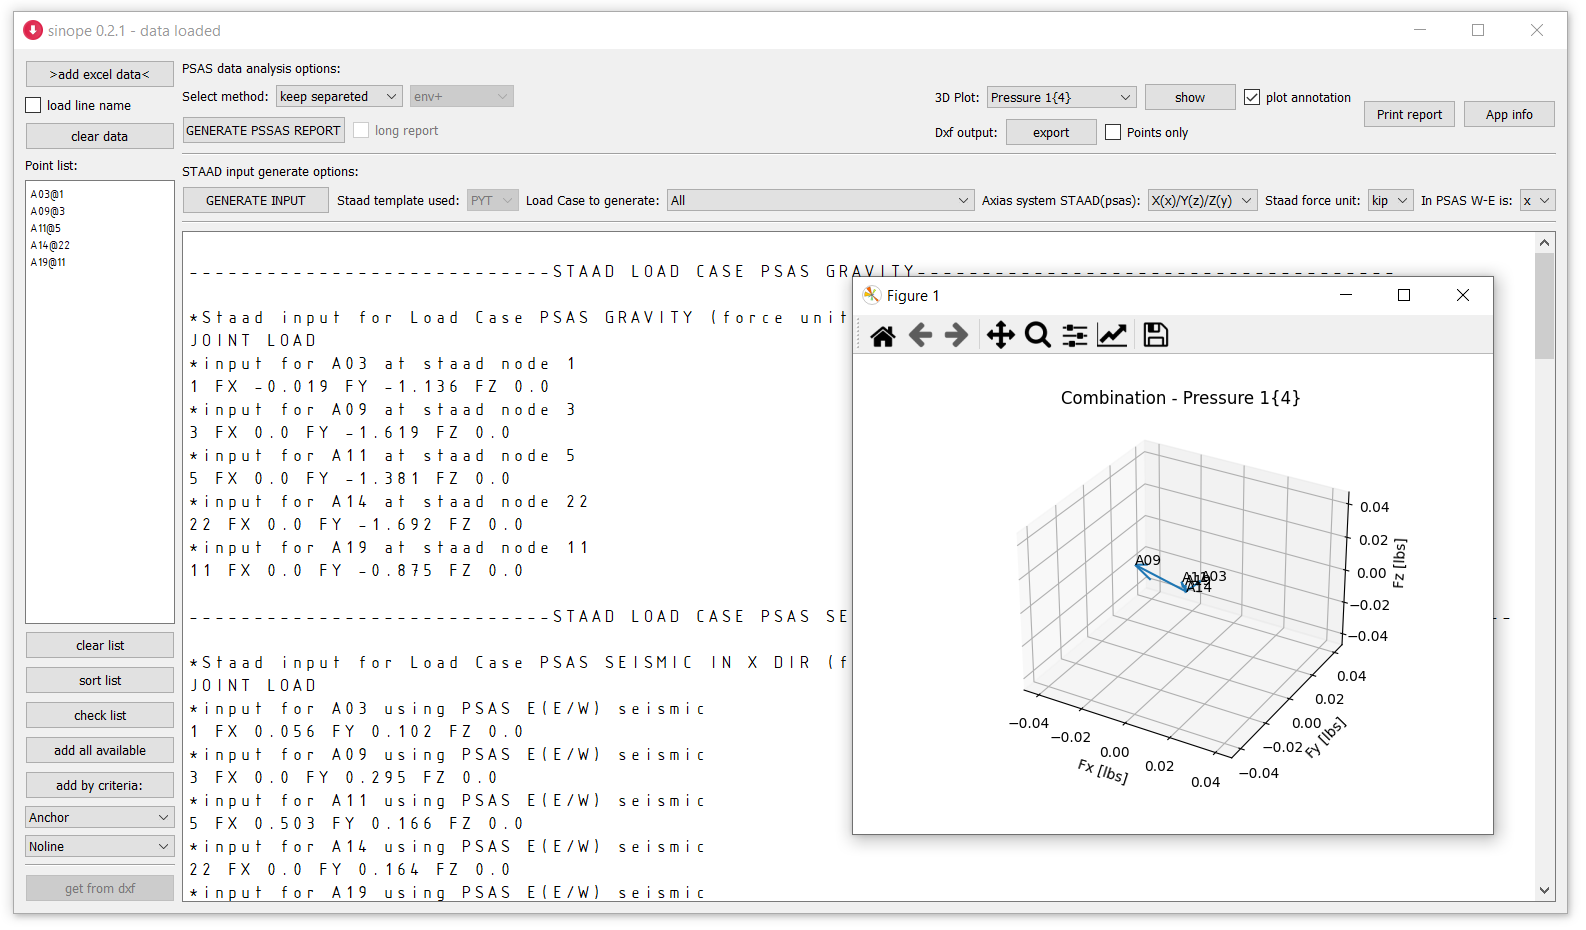 sinope 0.2.1 - data loaded
>add excel data<
load line name
clear data
Point list:
A03@1
A09@3
A11@5
A14@22
A19@11
clear list
sort list
check list
add all available
add by criteria:
Anchor
Noline
get from dxf
PSAS data analysis options:
Select method: keep separeted env+
GENERATE PSSAS REPORT long report
3D Plot: Pressure 1{4} show plot annotation
Dxf output: export Points only
Print report App info
STAAD input generate options:
GENERATE INPUT Staad template used: PYT Load Case to generate: All Axias system STAAD(psas): X(x)/Y(z)/Z(y) Staad force unit: kip In PSAS W-E is: x
----------------------------STAAD LOAD CASE PSAS GRAVITY-------------------------------------
*Staad input for Load Case PSAS GRAVITY (force unit
JOINT LOAD
*input for A03 at staad node 1
1 FX -0.019 FY -1.136 FZ 0.0
*input for A09 at staad node 3
3 FX 0.0 FY -1.619 FZ 0.0
*input for A11 at staad node 5
5 FX 0.0 FY -1.381 FZ 0.0
*input for A14 at staad node 22
22 FX 0.0 FY -1.692 FZ 0.0
*input for A19 at staad node 11
11 FX 0.0 FY -0.875 FZ 0.0
----------------------------STAAD LOAD CASE PSAS SE --
*Staad input for Load Case PSAS SEISMIC IN X DIR (f
JOINT LOAD
*input for A03 using PSAS E(E/W) seismic
1 FX 0.056 FY 0.102 FZ 0.0
*input for A09 using PSAS E(E/W) seismic
3 FX 0.0 FY 0.295 FZ 0.0
*input for A11 using PSAS E(E/W) seismic
5 FX 0.503 FY 0.166 FZ 0.0
*input for A14 using PSAS E(E/W) seismic
22 FX 0.0 FY 0.164 FZ 0.0
*input for A19 using PSAS E(E/W) seismic
Figure 1
Combination - Pressure 1{4}
A09
A11
A03
A19
A14
0.04
0.02
0.00
−0.02
−0.04
Fz [lbs]
0.04
0.02
0.00
−0.02
−0.04
Fy [lbs]
−0.04
−0.02
0.00
0.02
0.04
Fx [lbs]